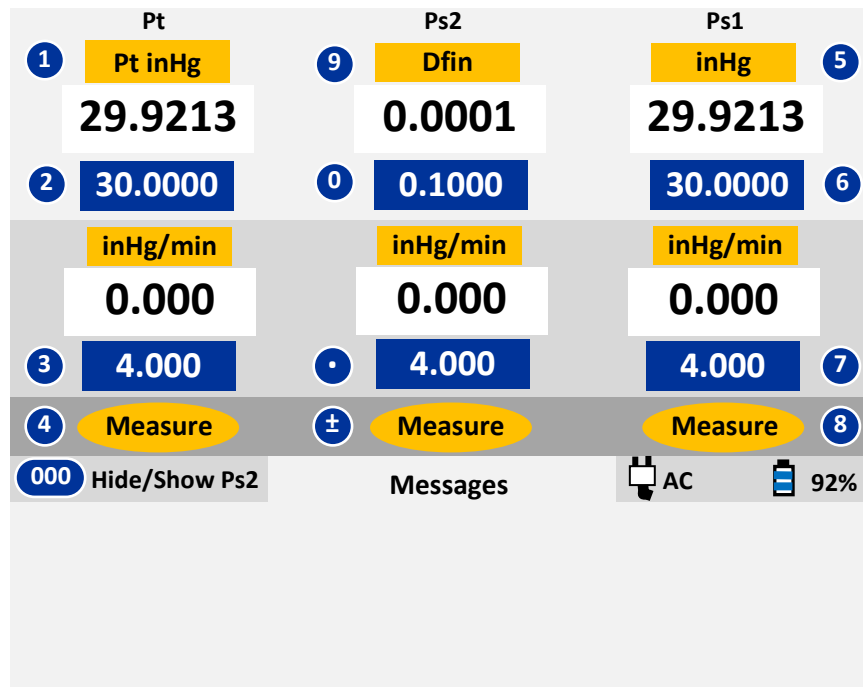 Pt Ps2 Ps1
1 Pt inHg 9 Dfin inHg 5
29.9213 0.0001 29.9213
2 30.0000 0 0.1000 30.0000 6
inHg/min inHg/min inHg/min
0.000 0.000 0.000
3 4.000 • 4.000 4.000 7
4 Measure ± Measure Measure 8
000 Hide/Show Ps2 Messages AC 92%